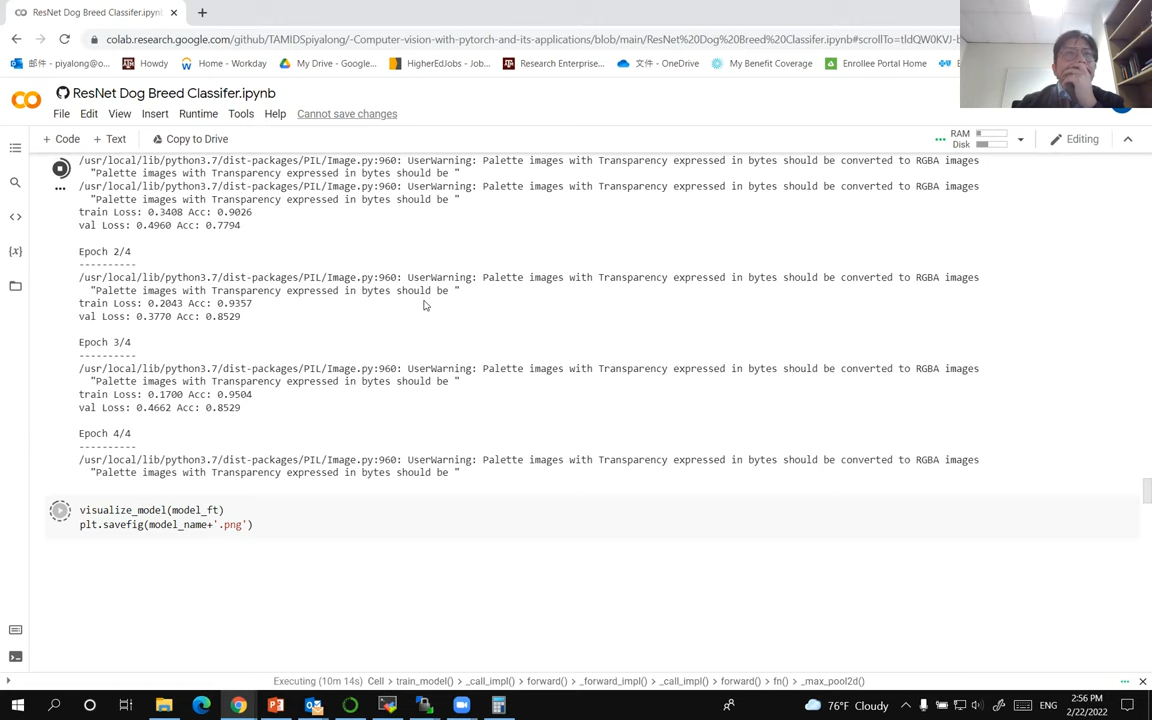 ResNet Dog Breed Classifer.ipynb
colab.research.google.com/github/TAMIDSpiyalong/-Computer-vision-with-pytorch-and-its-applications/blob/main/ResNet%20Dog%20Breed%20Classifer.ipynb#scrollTo=tldQW0KVJ-b
邮件 - piyalong@o... Howdy Home - Workday My Drive - Google... HigherEdJobs - Job... Research Enterprise... 文件 - OneDrive My Benefit Coverage Enrollee Portal Home
ResNet Dog Breed Classifer.ipynb
File Edit View Insert Runtime Tools Help Cannot save changes
+ Code + Text Copy to Drive RAM Disk Editing
/usr/local/lib/python3.7/dist-packages/PIL/Image.py:960: UserWarning: Palette images with Transparency expressed in bytes should be converted to RGBA images
"Palette images with Transparency expressed in bytes should be "
/usr/local/lib/python3.7/dist-packages/PIL/Image.py:960: UserWarning: Palette images with Transparency expressed in bytes should be converted to RGBA images
"Palette images with Transparency expressed in bytes should be "
train Loss: 0.3408 Acc: 0.9026
val Loss: 0.4960 Acc: 0.7794
Epoch 2/4
----------
/usr/local/lib/python3.7/dist-packages/PIL/Image.py:960: UserWarning: Palette images with Transparency expressed in bytes should be converted to RGBA images
"Palette images with Transparency expressed in bytes should be "
train Loss: 0.2043 Acc: 0.9357
val Loss: 0.3770 Acc: 0.8529
Epoch 3/4
----------
/usr/local/lib/python3.7/dist-packages/PIL/Image.py:960: UserWarning: Palette images with Transparency expressed in bytes should be converted to RGBA images
"Palette images with Transparency expressed in bytes should be "
train Loss: 0.1700 Acc: 0.9504
val Loss: 0.4662 Acc: 0.8529
Epoch 4/4
----------
/usr/local/lib/python3.7/dist-packages/PIL/Image.py:960: UserWarning: Palette images with Transparency expressed in bytes should be converted to RGBA images
"Palette images with Transparency expressed in bytes should be "
visualize_model(model_ft)
plt.savefig(model_name+'.png')
Executing (10m 14s) Cell > train_model() > _call_impl() > forward() > _forward_impl() > _call_impl() > forward() > fn() > _max_pool2d()
76°F Cloudy ENG 2:56 PM
2/22/2022